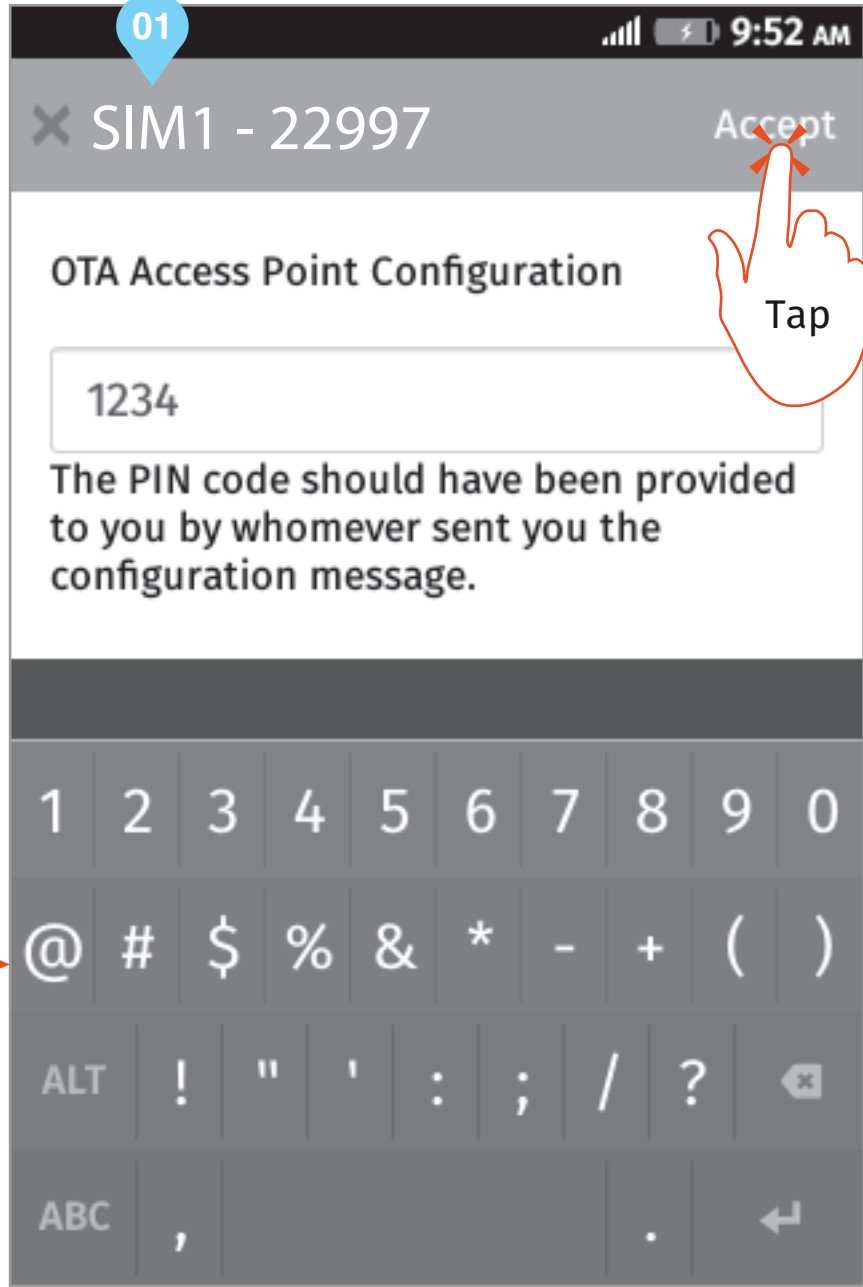 01
9:52 AM
SIM1 - 22997
Accept
Tap
OTA Access Point Configuration
1234
The PIN code should have been provided
to you by whomever sent you the
configuration message.
1 2 3 4 5 6 7 8 9 0
@ # $ % & * - + ( )
ALT ! " ' : ; / ?
ABC , .